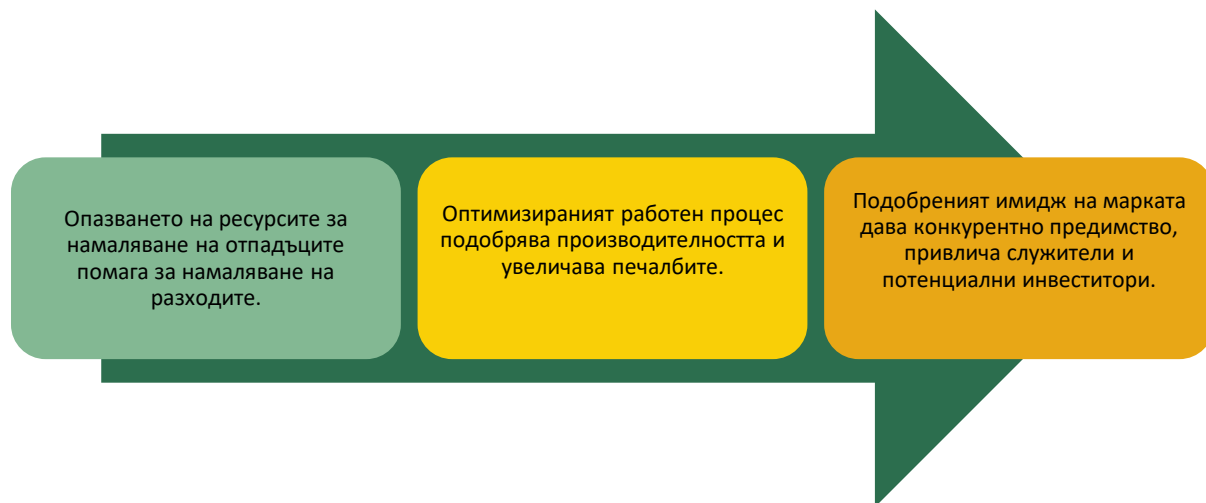 Опазването на ресурсите за
намаляване на отпадъците
помага за намаляване на
разходите.
Оптимизираният работен процес
подобрява производителността и
увеличава печалбите.
Подобреният имидж на марката
дава конкурентно предимство,
привлича служители и
потенциални инвеститори.